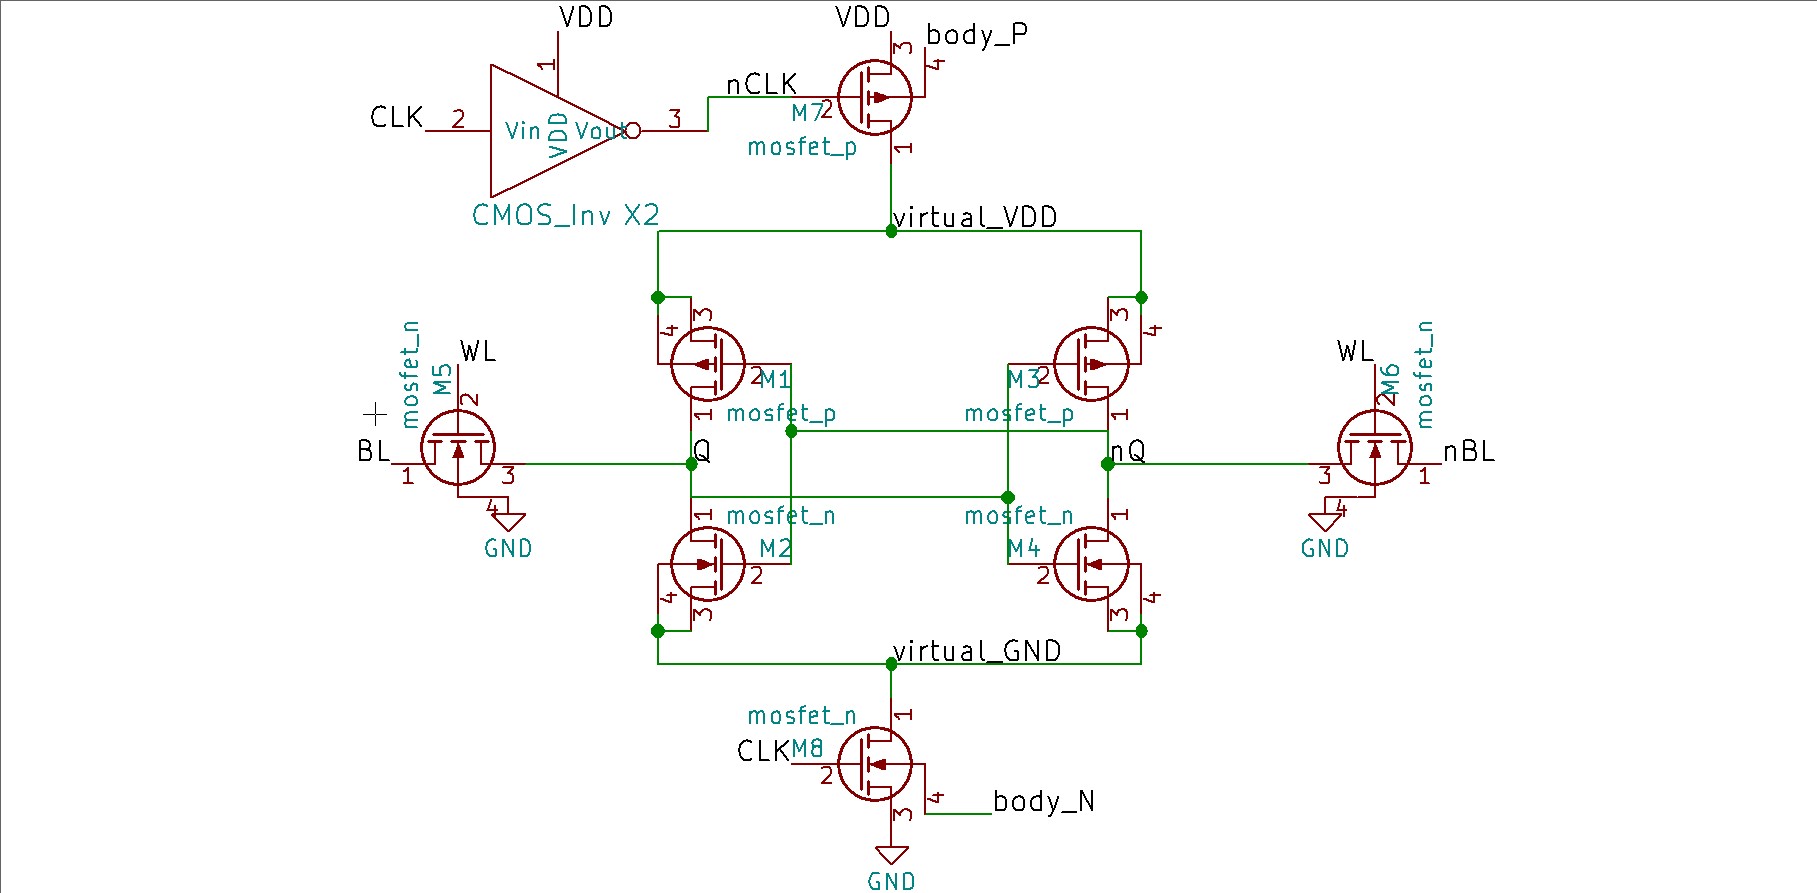 VDD
VDD
body_P
1
3
4
nCLK
CLK
2
Vin
VDD
Vout
3
M7
2
mosfet_p
1
CMOS_Inv X2
virtual_VDD
3
4
3
4
mosfet_n
M5
WL
2
2
M1
M3
2
WL
2
M6
mosfet_n
1
mosfet_p
mosfet_p
1
BL
1
3
Q
nQ
3
1
nBL
4
GND
4
GND
1
mosfet_n
mosfet_n
1
M2
2
M4
2
4
3
3
4
virtual_GND
mosfet_n
1
CLK
M8
2
4
body_N
3
GND